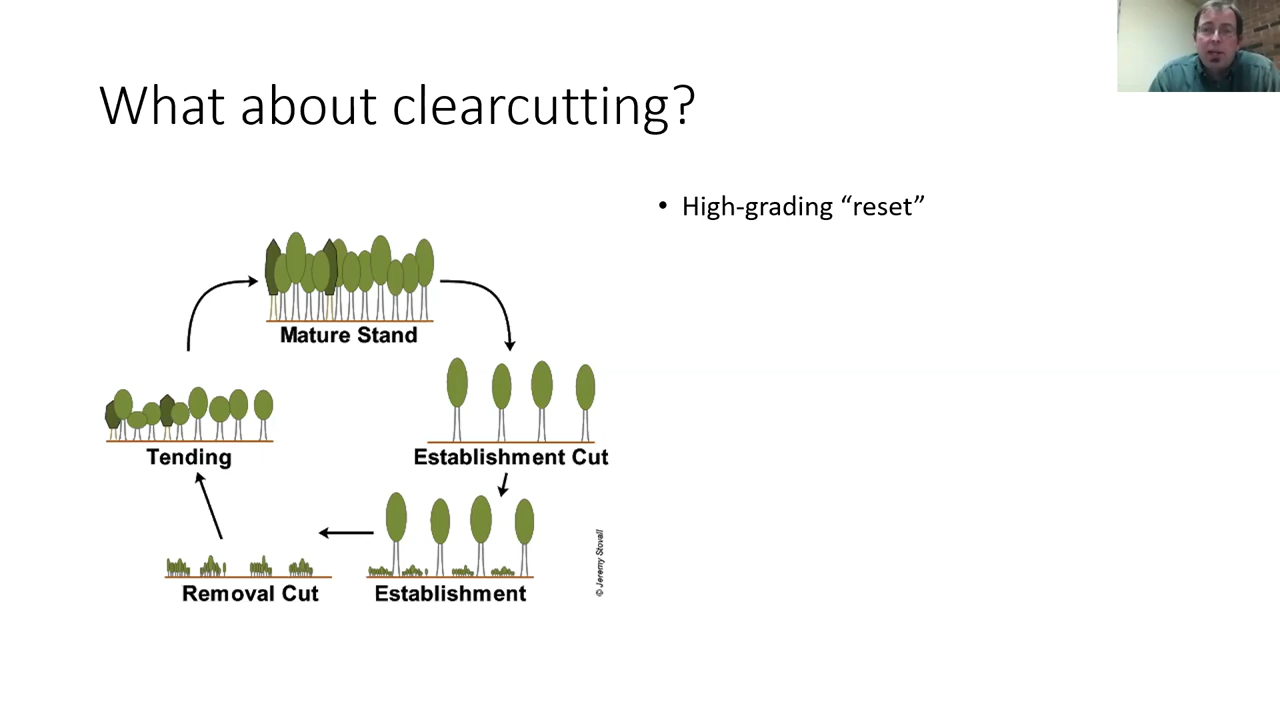 What about clearcutting?
• High-grading “reset”
Mature Stand
Tending
Establishment Cut
Removal Cut
Establishment
© Jeremy Stovall